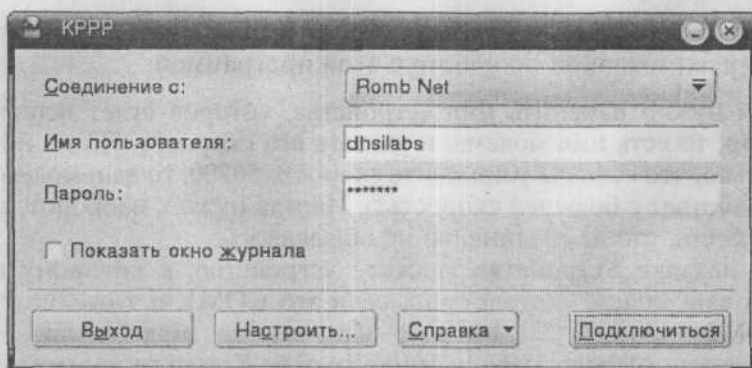 KPPP
Соединение с: Romb Net
Имя пользователя: dhsilabs
Пароль: *******
Показать окно журнала
Выход Настроить... Справка Подключиться